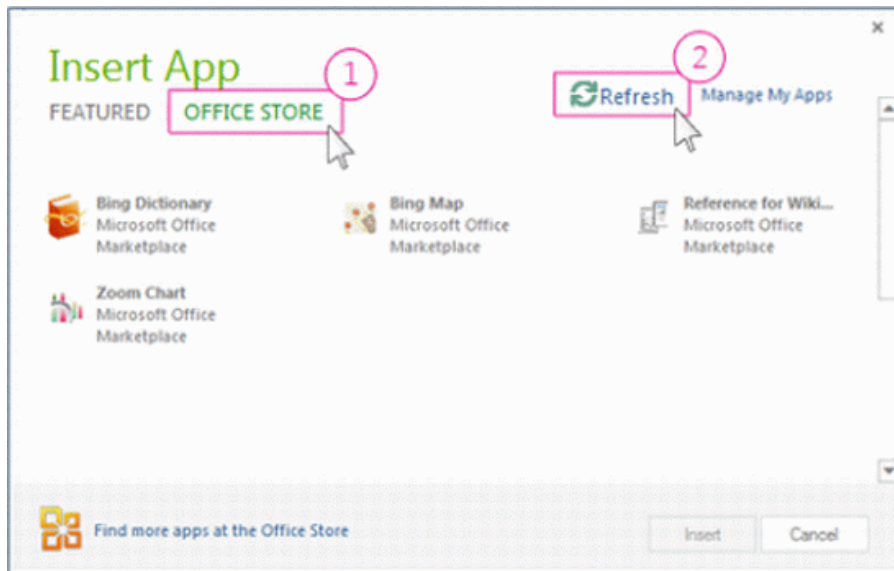 Insert App
1
2
FEATURED OFFICE STORE
Refresh Manage My Apps
Bing Dictionary
Microsoft Office
Marketplace
Bing Map
Microsoft Office
Marketplace
Reference for Wiki...
Microsoft Office
Marketplace
Zoom Chart
Microsoft Office
Marketplace
Find more apps at the Office Store
Insert Cancel